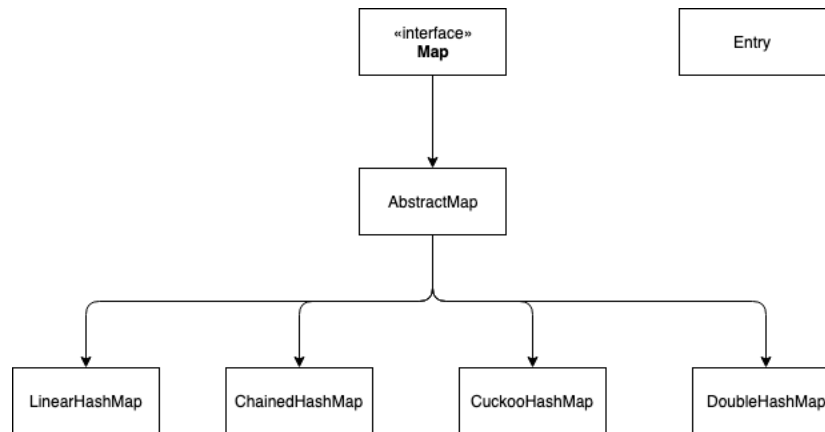 «interface»
Map
Entry
AbstractMap
LinearHashMap
ChainedHashMap
CuckooHashMap
DoubleHashMap